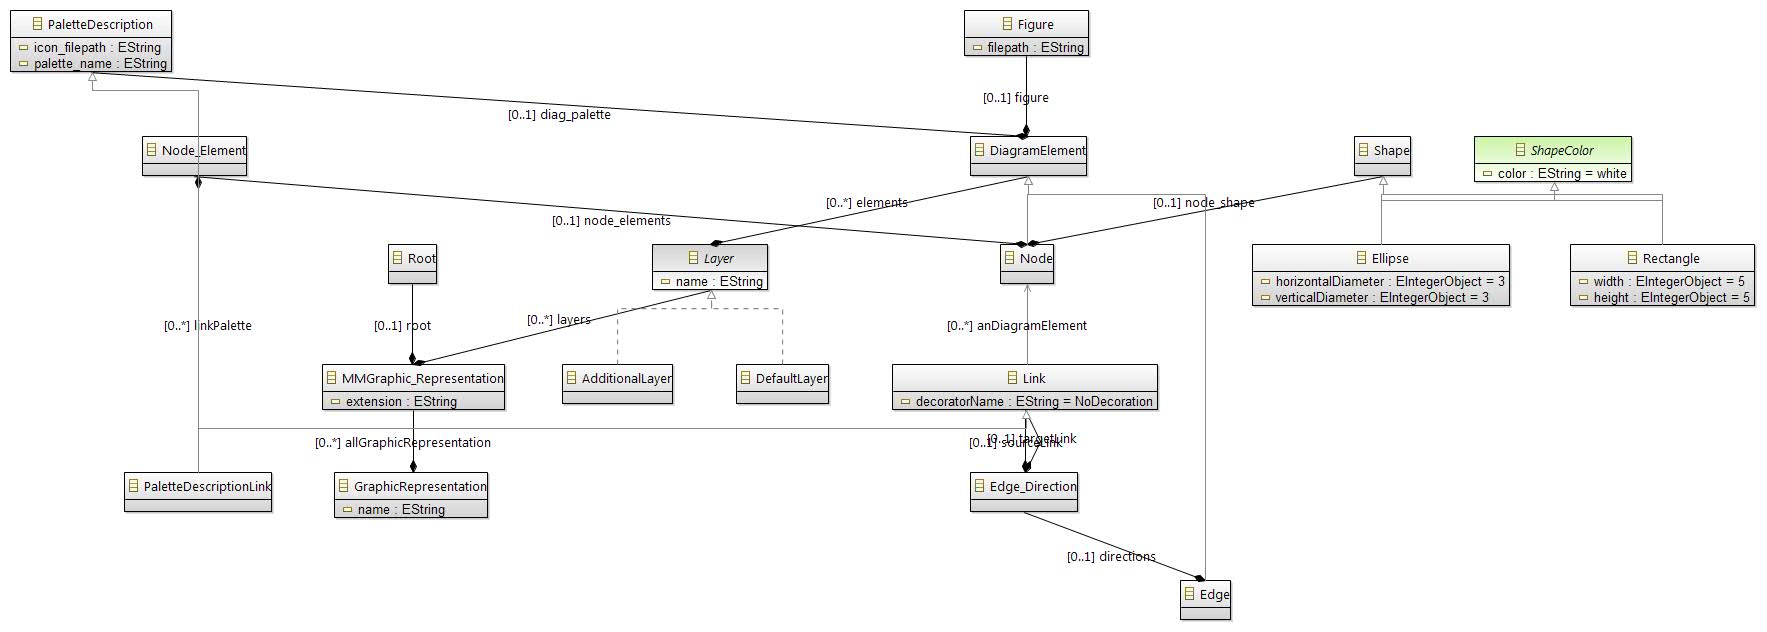 PaletteDescription
icon_filepath : EString
palette_name : EString
Figure
filepath : EString
[0..1] figure
[0..1] diag_palette
Node_Element
DiagramElement
Shape
ShapeColor
color : EString = white
[0..*] elements
[0..1] node_shape
[0..1] node_elements
Root
Layer
name : EString
Node
Ellipse
horizontalDiameter : EIntegerObject = 3
verticalDiameter : EIntegerObject = 3
Rectangle
width : EIntegerObject = 5
height : EIntegerObject = 5
[0..*] linkPalette
[0..1] root
[0..*] layers
[0..*] anDiagramElement
MMGraphic_Representation
extension : EString
AdditionalLayer
DefaultLayer
Link
decoratorName : EString = NoDecoration
[0..*] allGraphicRepresentation
[0..1] targetLink
[0..1] sourceLink
PaletteDescriptionLink
GraphicRepresentation
name : EString
Edge_Direction
[0..1] directions
Edge